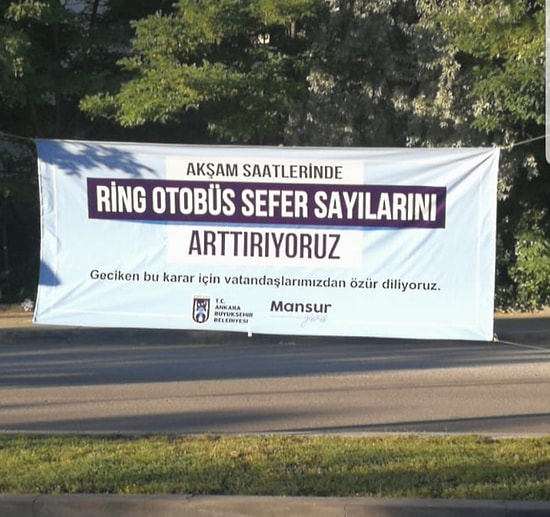 AKŞAM SAATLERİNDE
RİNG OTOBÜS SEFER SAYILARINI
ARTTIRIYORUZ
Geciken bu karar için vatandaşlarımızdan özür diliyoruz.
T.C.
ANKARA
BÜYÜKŞEHİR
BELEDİYESİ
Mansur